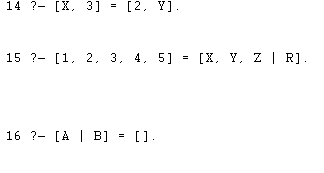 14 ?– [X, 3] = [2, Y].
15 ?– [1, 2, 3, 4, 5] = [X, Y, Z | R].
16 ?– [A | B] = [].